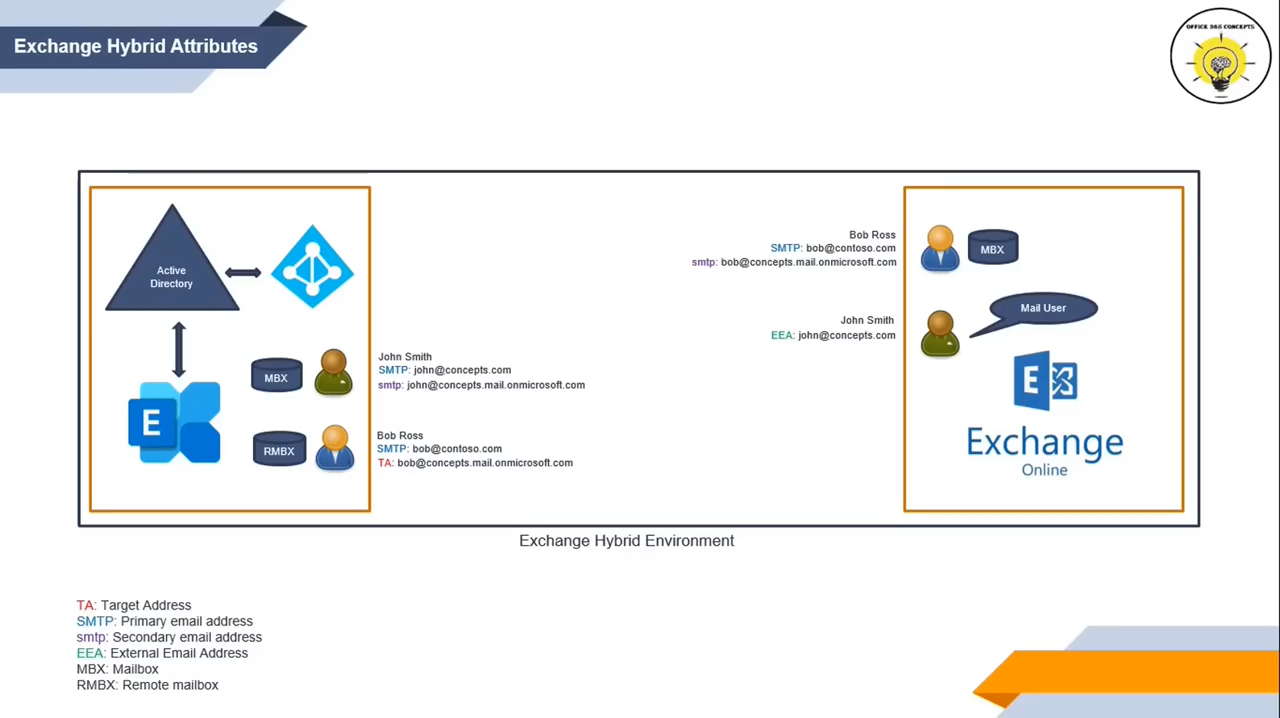 Exchange Hybrid Attributes
OFFICE 365 CONCEPTS
Active
Directory
MBX
John Smith
SMTP: john@concepts.com
smtp: john@concepts.mail.onmicrosoft.com
E
RMBX
Bob Ross
SMTP: bob@contoso.com
TA: bob@concepts.mail.onmicrosoft.com
Bob Ross
SMTP: bob@contoso.com
smtp: bob@concepts.mail.onmicrosoft.com
MBX
John Smith
EEA: john@concepts.com
Mail User
E
Exchange
Online
Exchange Hybrid Environment
TA: Target Address
SMTP: Primary email address
smtp: Secondary email address
EEA: External Email Address
MBX: Mailbox
RMBX: Remote mailbox